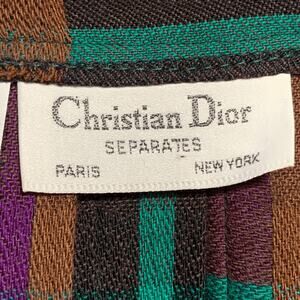 Christian Dior
SEPARATES
PARIS NEW YORK